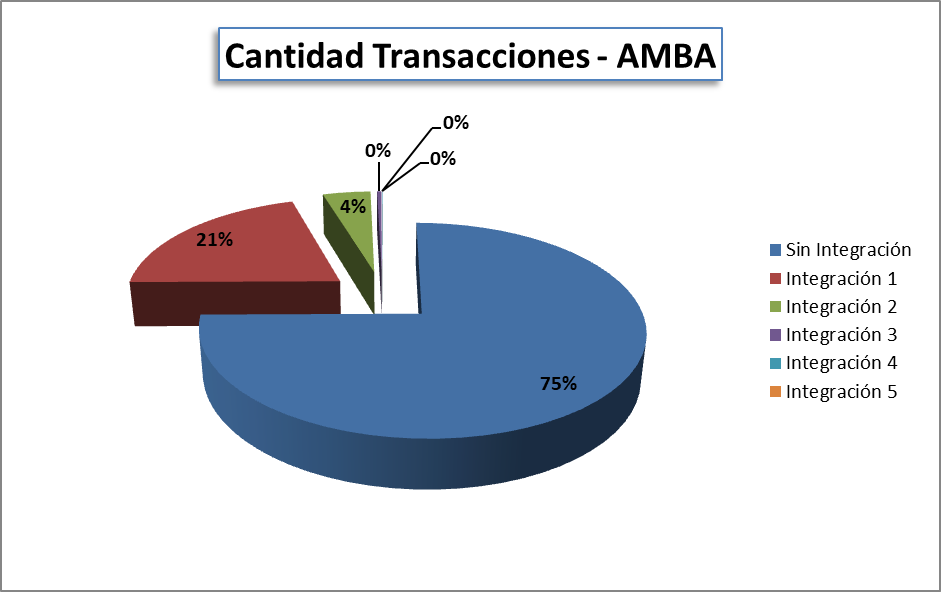 Cantidad Transacciones - AMBA
0%
0%
0%
4%
21%
75%
Sin Integración
Integración 1
Integración 2
Integración 3
Integración 4
Integración 5